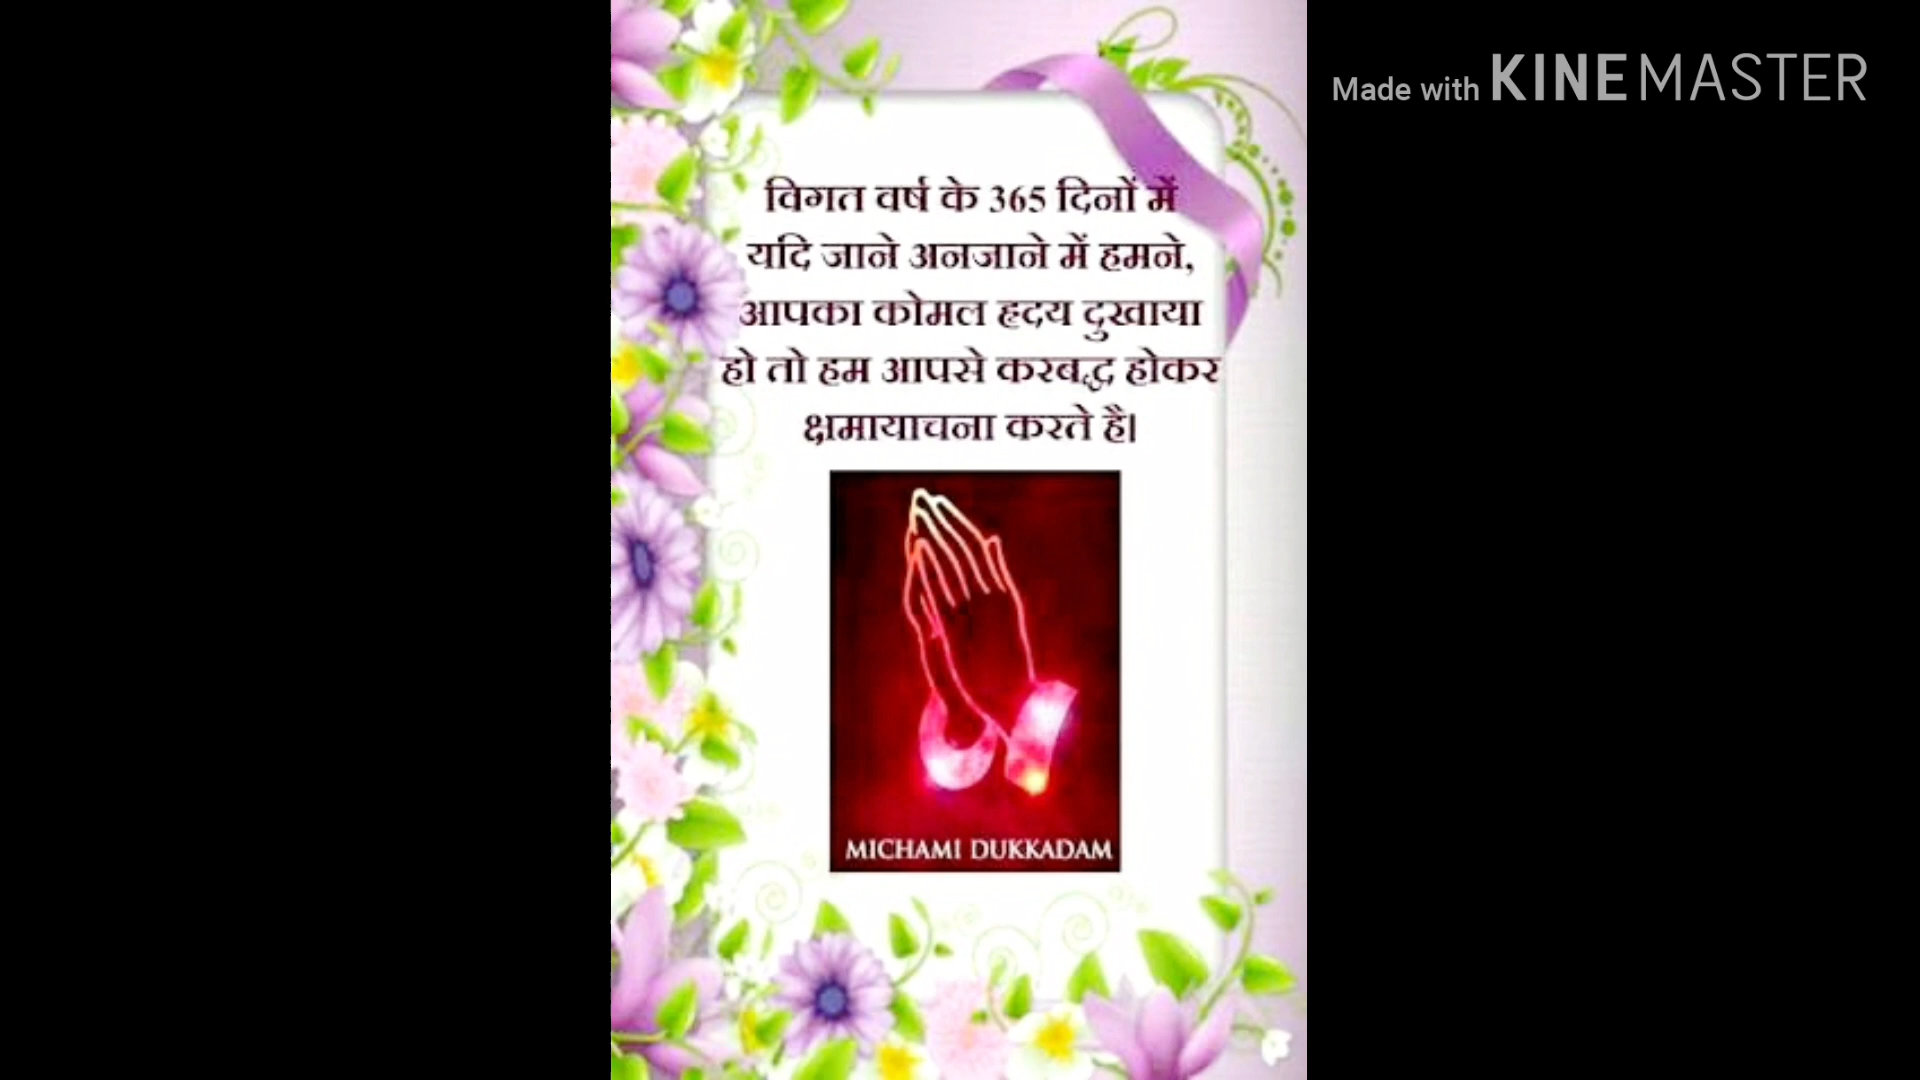 Made with KINEMASTER
विगत वर्ष के 365 दिनों में
यदि जाने अनजाने में हमने,
आपका कोमल हृदय दुखाया
हो तो हम आपसे करबद्ध होकर
क्षमायाचना करते है।
MICHAMI DUKKADAM